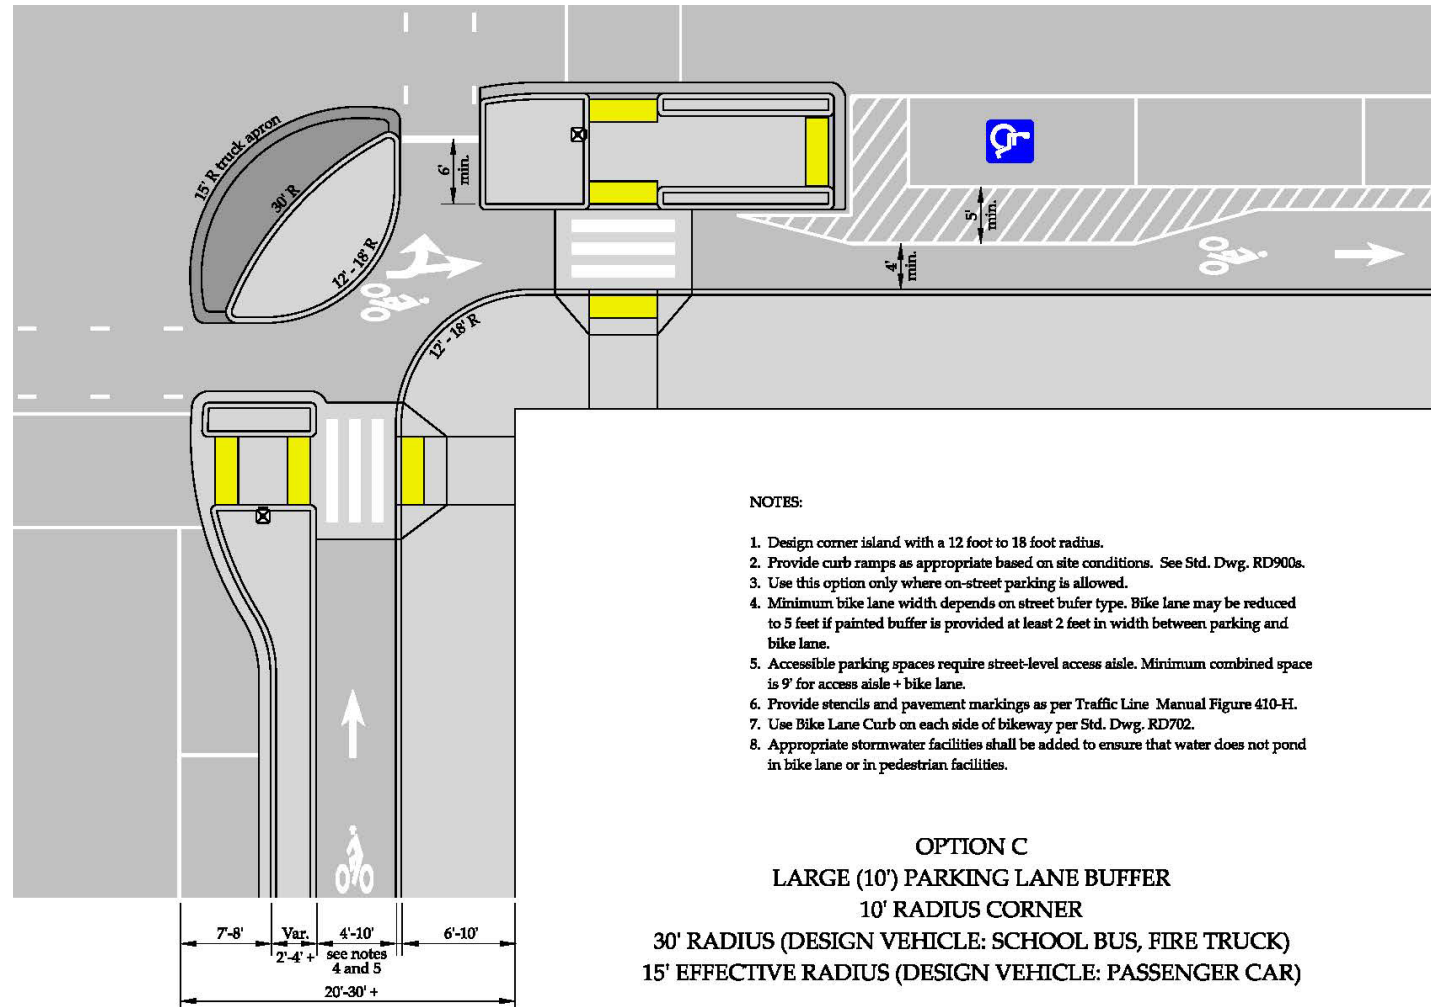 15' R truck apron
30' R
12' - 18' R
6'
min.
5'
min.
4'
min.
12' - 18' R
NOTES:
1. Design corner island with a 12 foot to 18 foot radius.
2. Provide curb ramps as appropriate based on site conditions. See Std. Dwg. RD900s.
3. Use this option only where on-street parking is allowed.
4. Minimum bike lane width depends on street bufer type. Bike lane may be reduced
to 5 feet if painted buffer is provided at least 2 feet in width between parking and
bike lane.
5. Accessible parking spaces require street-level access aisle. Minimum combined space
is 9' for access aisle + bike lane.
6. Provide stencils and pavement markings as per Traffic Line Manual Figure 410-H.
7. Use Bike Lane Curb on each side of bikeway per Std. Dwg. RD702.
8. Appropriate stormwater facilities shall be added to ensure that water does not pond
in bike lane or in pedestrian facilities.
OPTION C
LARGE (10') PARKING LANE BUFFER
10' RADIUS CORNER
30' RADIUS (DESIGN VEHICLE: SCHOOL BUS, FIRE TRUCK)
15' EFFECTIVE RADIUS (DESIGN VEHICLE: PASSENGER CAR)
7'-8' Var. 4'-10' 6'-10'
2'-4' + see notes
4 and 5
20'-30' +